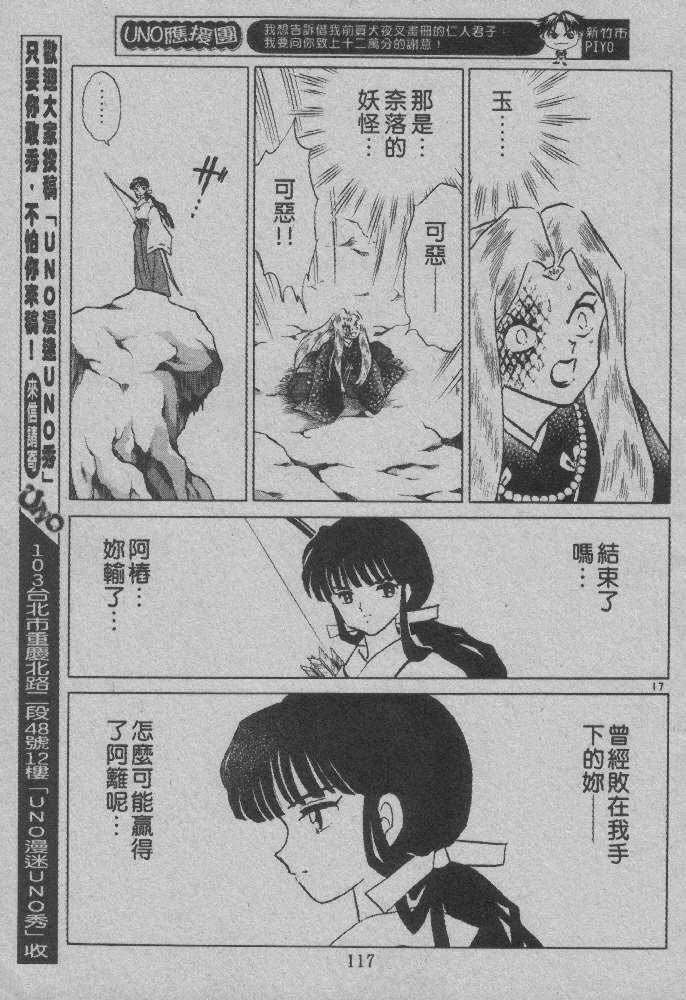 UNO應援團
我想告訴借我前買犬夜叉畫冊的仁人君子，
我要向你致上十二萬分的謝意！
新竹市
PIYO
玉……
那是…
奈落的
妖怪…
可惡——
可惡!!
……
結束了
嗎…
阿椿…
妳輸了…
17
曾經敗在我手
下的妳——
怎麼可能贏得
了阿籬呢…
117
歡迎大家投稿「UNO漫迷UNO秀」
只要你敢秀，不怕你來稿！
來信請寄
UNO
103台北市重慶北路二段48號12樓「UNO漫迷UNO秀」收